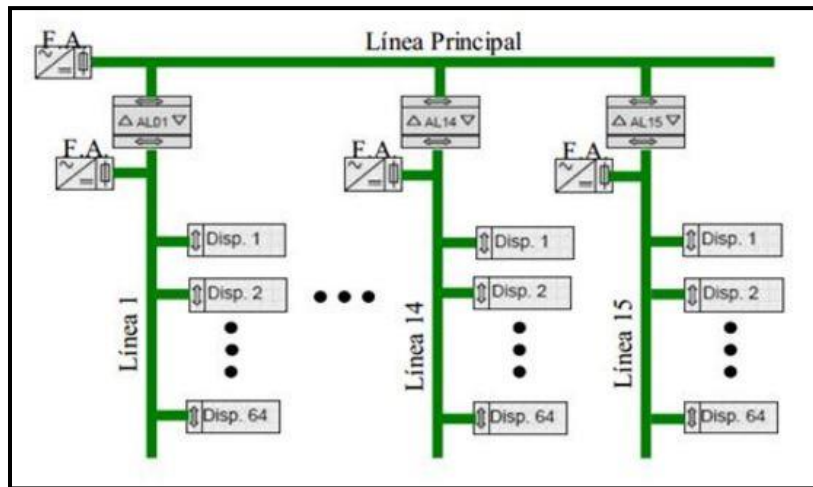 F.A.
Línea Principal
AL01
AL14
AL15
F.A.
F.A.
F.A.
Disp. 1
Disp. 1
Disp. 1
Disp. 2
Disp. 2
Disp. 2
Línea 1
Línea 14
Línea 15
Disp. 64
Disp. 64
Disp. 64